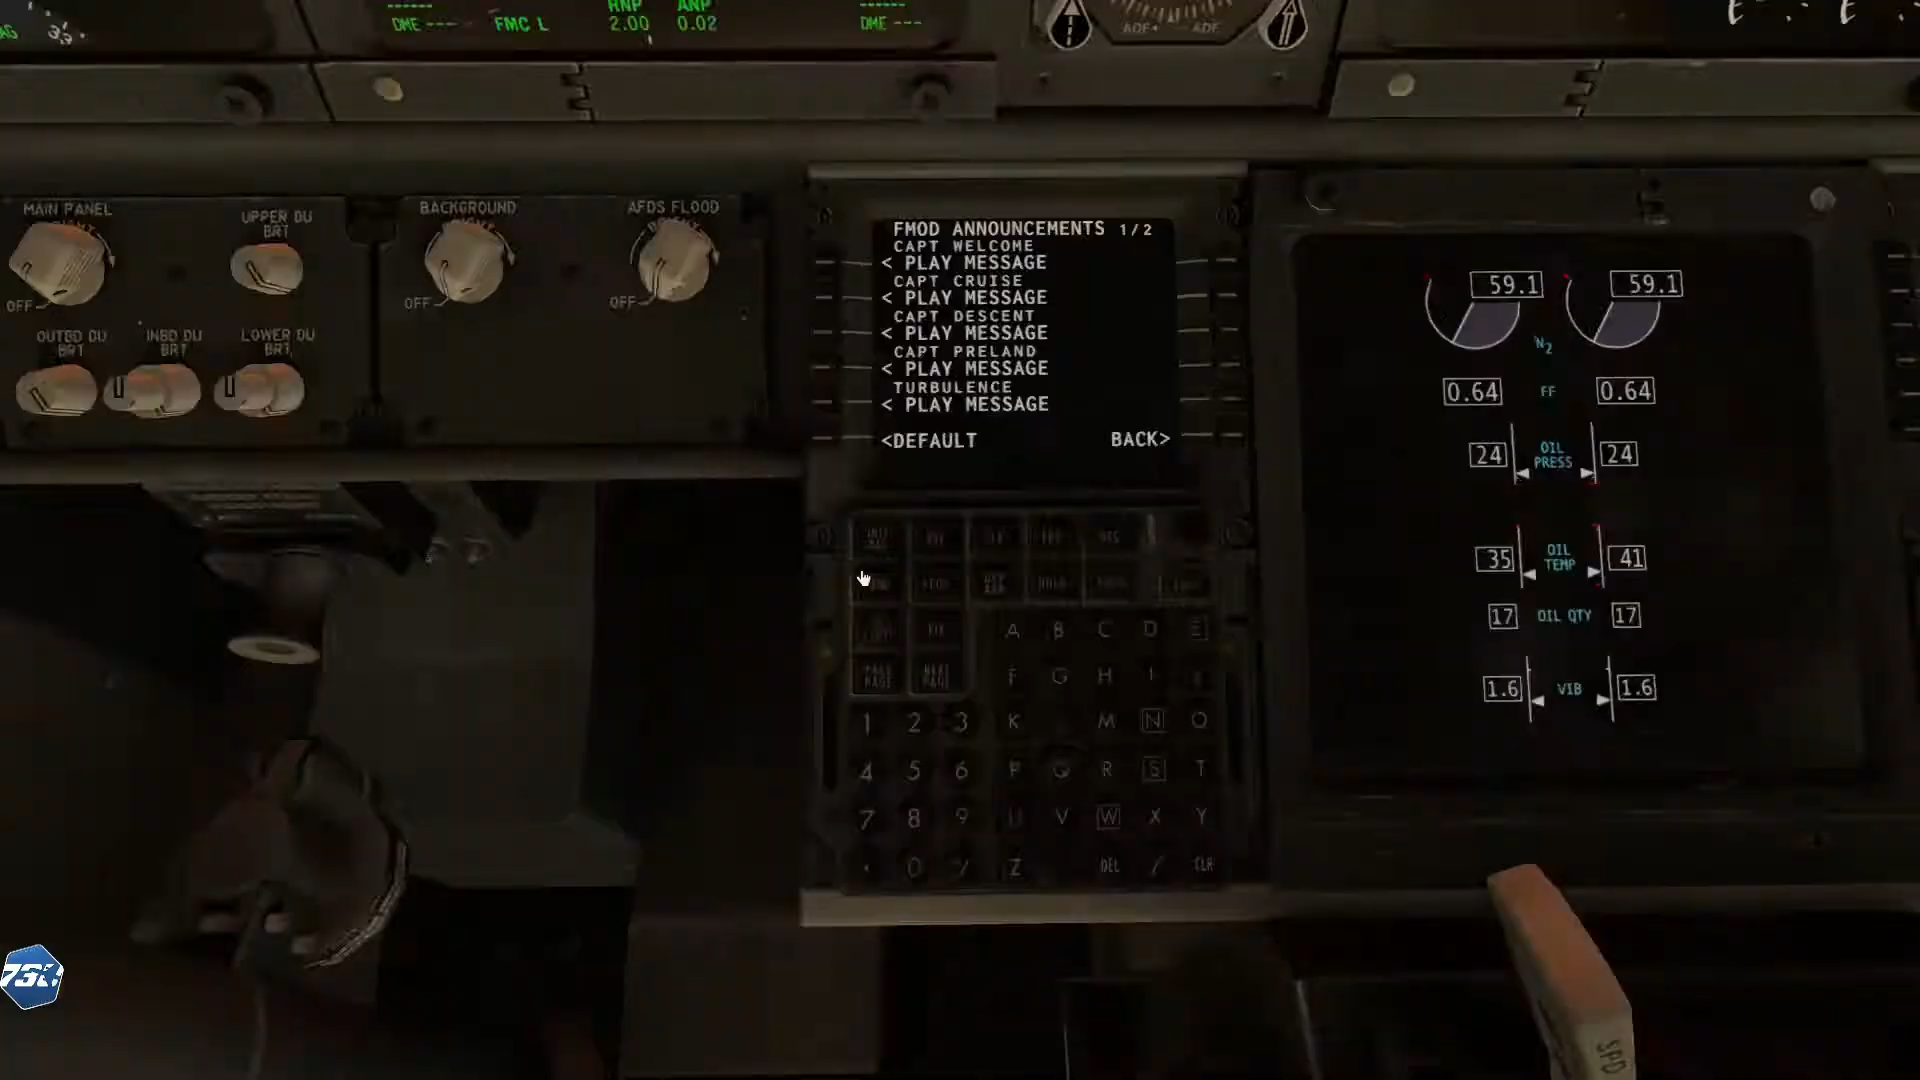 RNP ANP
DME --- FMC L 2.00 0.02 DME ---
ADF ADF
MAIN PANEL
UPPER DU
BRT
BACKGROUND
AFDS FLOOD
OFF
OFF
OFF
OUTBD DU
BRT
INBD DU
BRT
LOWER DU
BRT
FMOD ANNOUNCEMENTS 1/2
CAPT WELCOME
< PLAY MESSAGE
CAPT CRUISE
< PLAY MESSAGE
CAPT DESCENT
< PLAY MESSAGE
CAPT PRELAND
< PLAY MESSAGE
TURBULENCE
< PLAY MESSAGE
<DEFAULT BACK>
59.1 59.1
N2
0.64 FF 0.64
24 OIL PRESS 24
35 OIL TEMP 41
17 OIL QTY 17
1.6 VIB 1.6
A B C D E
PREV PAGE NEXT PAGE F G H I
1 2 3 K M N O
4 5 6 P Q R S T
7 8 9 U V W X Y
0 Z DEL / CLR
SPD